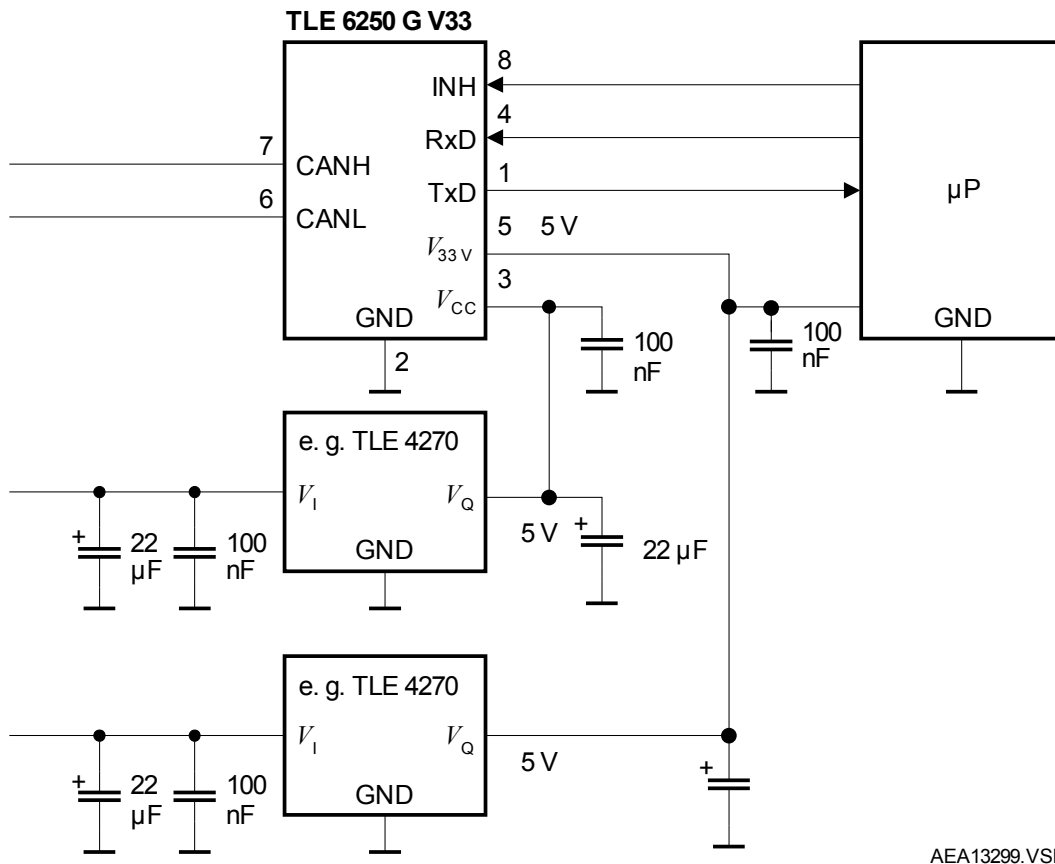 TLE 6250 G V33
8
INH
4
RxD
7
CANH
1
TxD
µP
6
CANL
5 5 V
V33 V
3
VCC
GND
2
100
nF
100
nF
GND
e. g. TLE 4270
VI
VQ
5 V
+
22
µF
100
nF
GND
+
22 µF
e. g. TLE 4270
VI
VQ
5 V
+
22
µF
100
nF
GND
+
AEA13299.VS